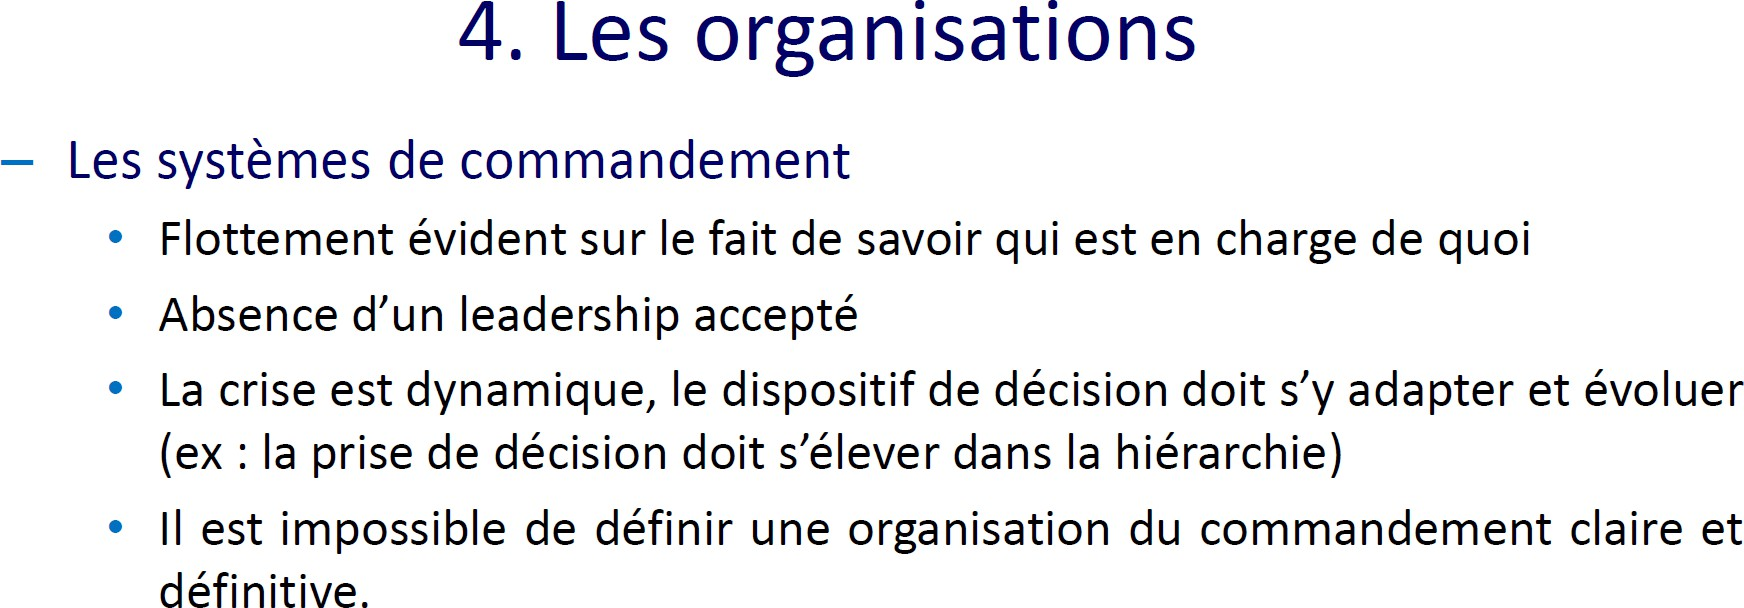 4. Les organisations
– Les systèmes de commandement
• Flottement évident sur le fait de savoir qui est en charge de quoi
• Absence d’un leadership accepté
• La crise est dynamique, le dispositif de décision doit s’y adapter et évoluer
(ex : la prise de décision doit s’élever dans la hiérarchie)
• Il est impossible de définir une organisation du commandement claire et
définitive.